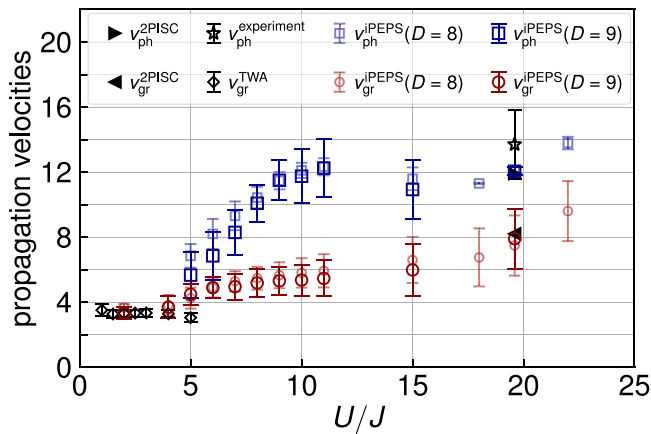 v_ph^2PISC v_ph^experiment v_ph^iPEPS(D = 8) v_ph^iPEPS(D = 9)
v_gr^2PISC v_gr^TWA v_gr^iPEPS(D = 8) v_gr^iPEPS(D = 9)
propagation velocities
20
16
12
8
4
0
0 5 10 15 20 25
U/J